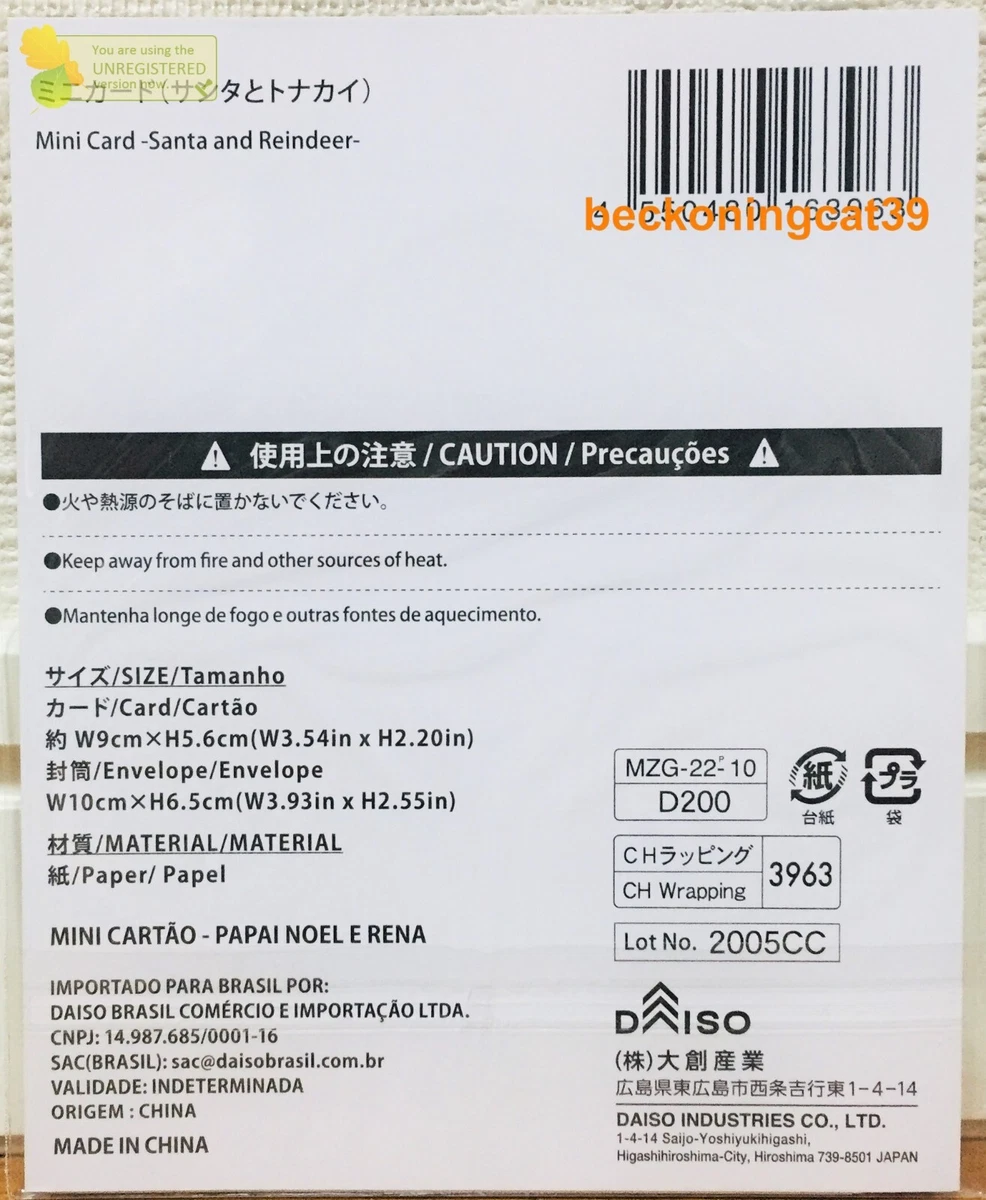 You are using the
UNREGISTERED
version now.
ミニカード(サンタとトナカイ)
Mini Card -Santa and Reindeer-
4 550480 163963
beckoningcat39
使用上の注意 / CAUTION / Precauções
●火や熱源のそばに置かないでください。
●Keep away from fire and other sources of heat.
●Mantenha longe de fogo e outras fontes de aquecimento.
サイズ/SIZE/Tamanho
カード/Card/Cartão
約 W9cm×H5.6cm(W3.54in x H2.20in)
封筒/Envelope/Envelope
W10cm×H6.5cm(W3.93in x H2.55in)
材質/MATERIAL/MATERIAL
紙/Paper/ Papel
MINI CARTÃO - PAPAI NOEL E RENA
IMPORTADO PARA BRASIL POR:
DAISO BRASIL COMÉRCIO E IMPORTAÇÃO LTDA.
CNPJ: 14.987.685/0001-16
SAC(BRASIL): sac@daisobrasil.com.br
VALIDADE: INDETERMINADA
ORIGEM : CHINA
MADE IN CHINA
MZG-22-P-10
D200
紙
台紙
プラ
袋
CHラッピング
CH Wrapping
3963
Lot No. 2005CC
DAISO
(株)大創産業
広島県東広島市西条吉行東1-4-14
DAISO INDUSTRIES CO., LTD.
1-4-14 Saijo-Yoshiyukihigashi,
Higashihiroshima-City, Hiroshima 739-8501 JAPAN